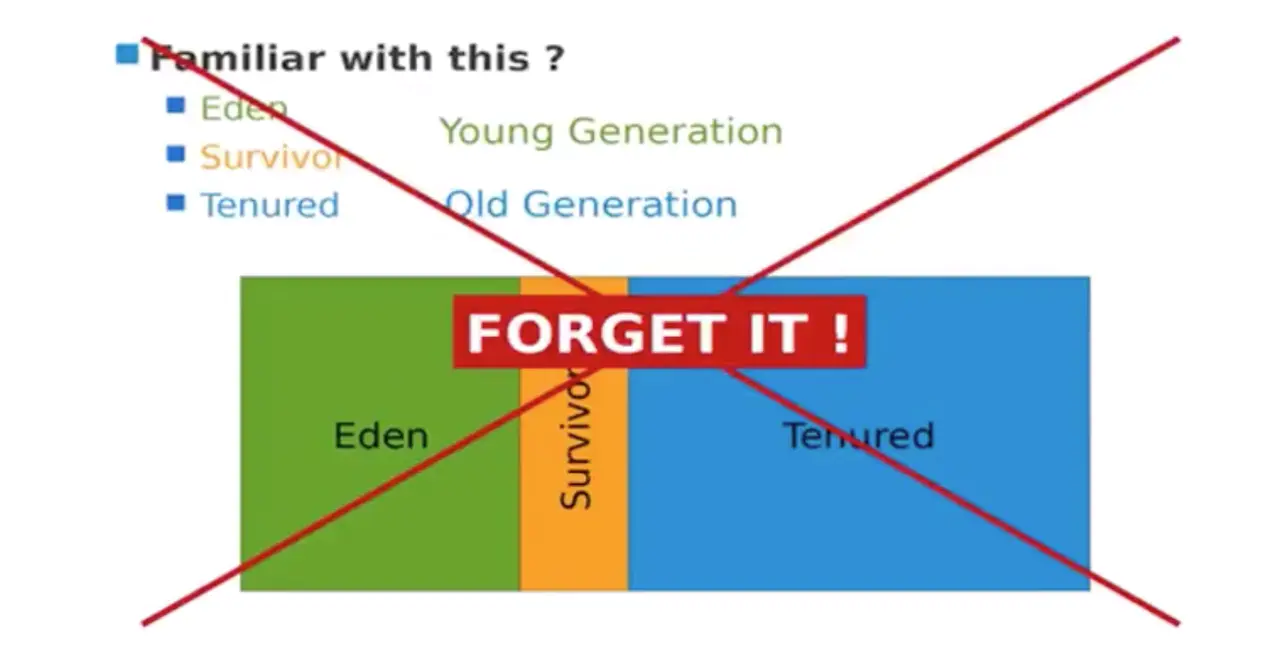 Familiar with this ?
Eden
Young Generation
Survivor
Tenured
Old Generation
FORGET IT !
Eden
Survivor
Tenured